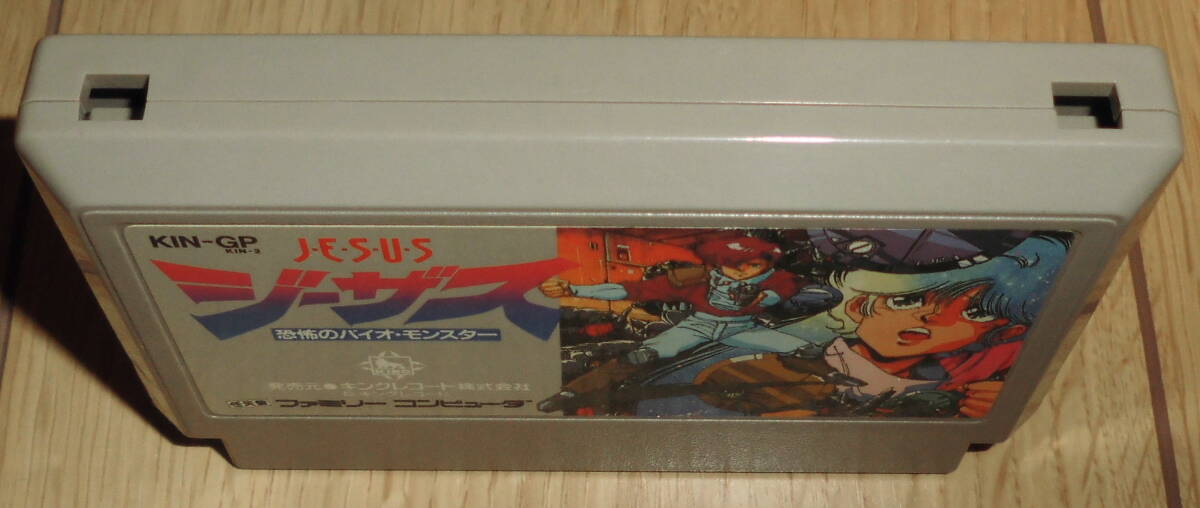 KIN-GP
KIN-2
J・E・S・U・S
ジーザス
恐怖のバイオ・モンスター
発売元●キングレコード株式会社
ファミリーコンピュータ